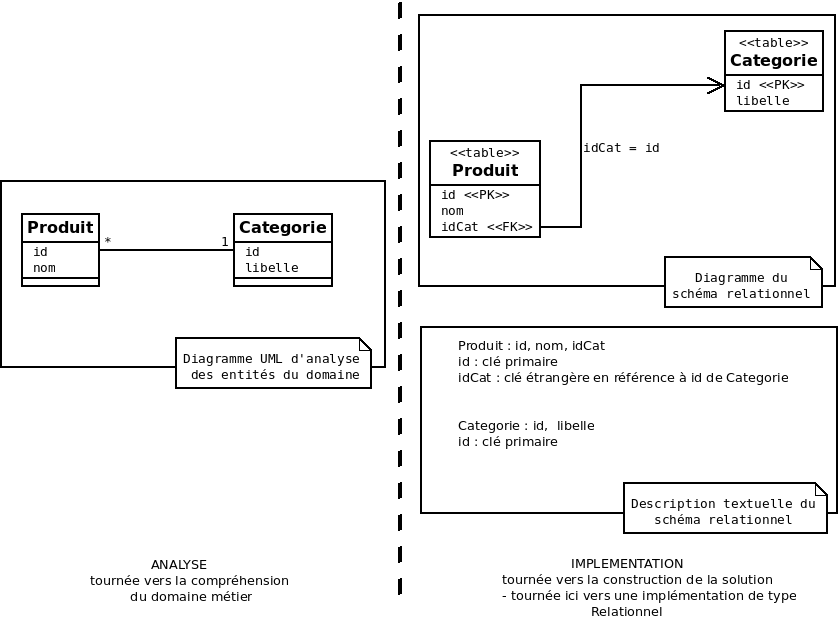 Produit
id
nom
*
1
Categorie
id
libelle
Diagramme UML d'analyse
des entités du domaine
ANALYSE
tournée vers la compréhension
du domaine métier
<<table>>
Categorie
id <<PK>>
libelle
idCat = id
<<table>>
Produit
id <<PK>>
nom
idCat <<FK>>
Diagramme du
schéma relationnel
Produit : id, nom, idCat
id : clé primaire
idCat : clé étrangère en référence à id de Categorie
Categorie : id, libelle
id : clé primaire
Description textuelle du
schéma relationnel
IMPLEMENTATION
tournée vers la construction de la solution
- tournée ici vers une implémentation de type
Relationnel